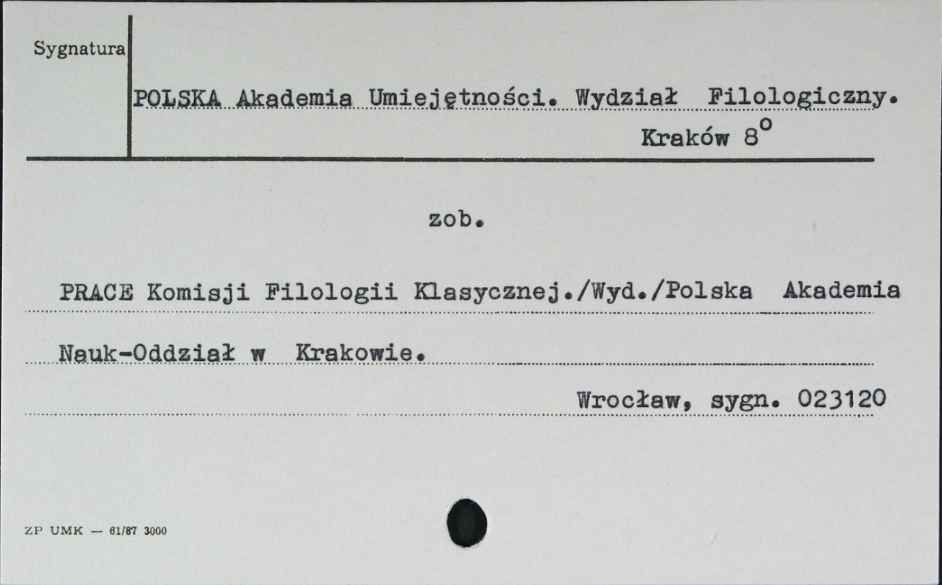 Sygnatura
POLSKA Akademia Umiejętności. Wydział Filologiczny.
Kraków 8°
zob.
PRACE Komisji Filologii Klasycznej./Wyd./Polska Akademia
Nauk-Oddział w Krakowie.
Wrocław, sygn. 023120
ZP UMK — 61/87 3000